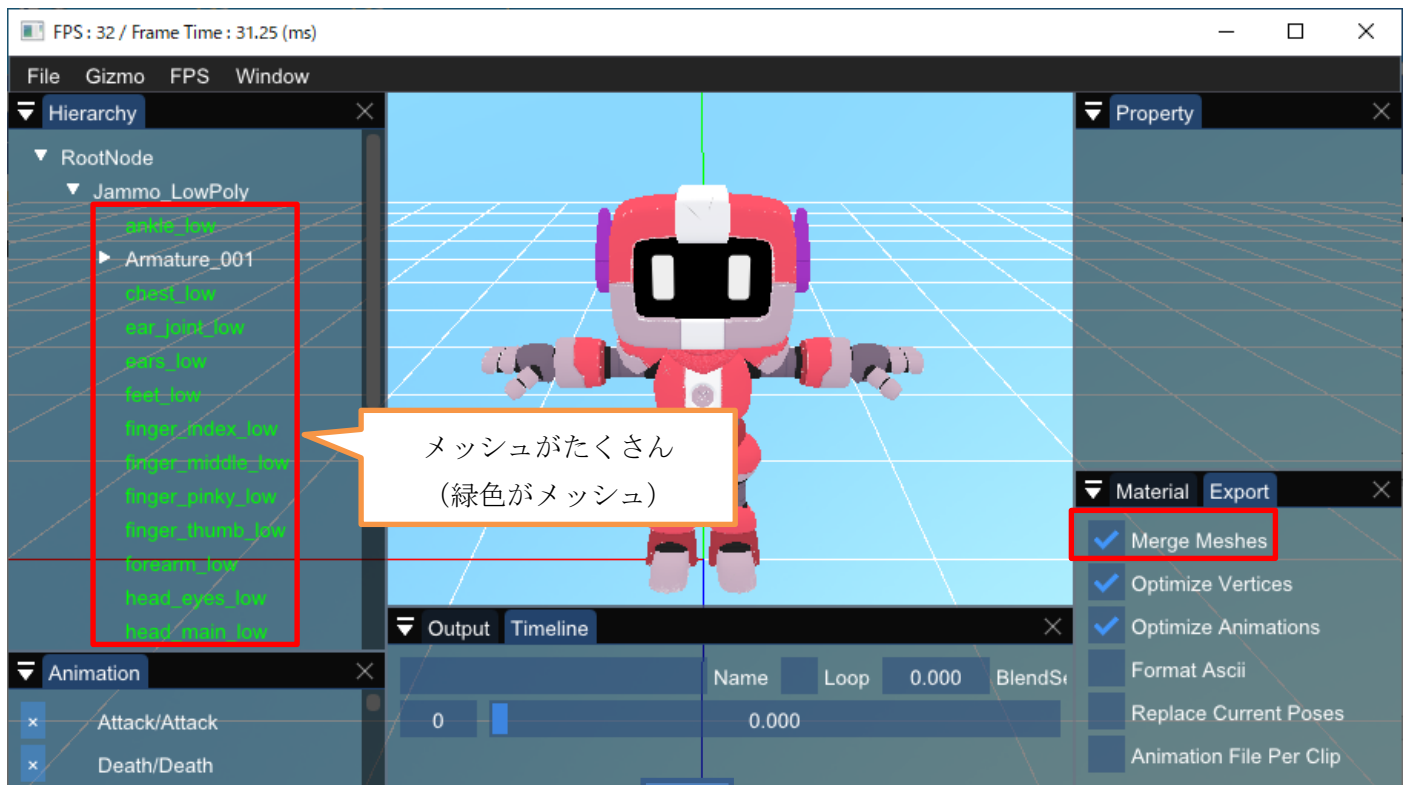 FPS : 32 / Frame Time : 31.25 (ms)
File Gizmo FPS Window
Hierarchy
RootNode
Jammo_LowPoly
ankle_low
Armature_001
chest_low
ear_joint_low
ears_low
feet_low
finger_index_low
finger_middle_low
finger_pinky_low
finger_thumb_low
forearm_low
head_eyes_low
head_main_low
メッシュがたくさん
（緑色がメッシュ）
Animation
Attack/Attack
Death/Death
Output Timeline
Name Loop 0.000 BlendSe
0 0.000
Property
Material Export
Merge Meshes
Optimize Vertices
Optimize Animations
Format Ascii
Replace Current Poses
Animation File Per Clip